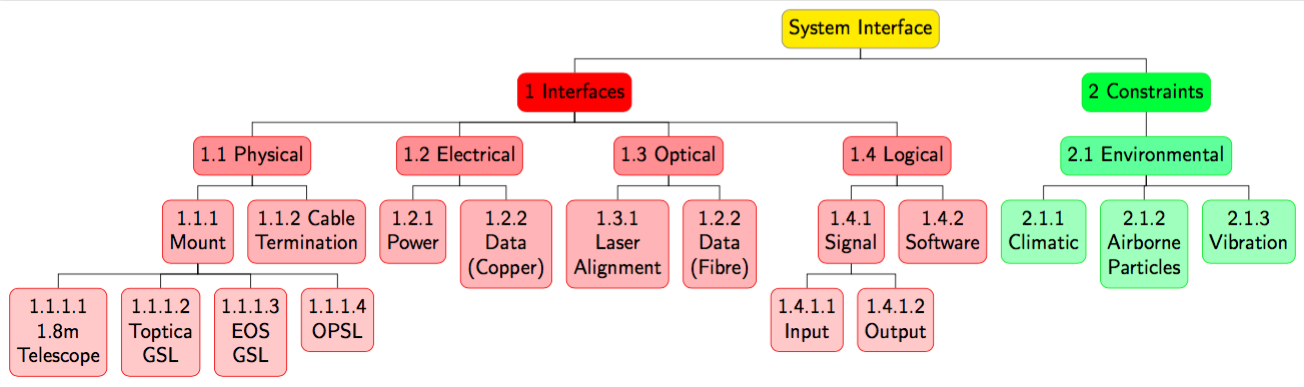 System Interface
1 Interfaces
2 Constraints
1.1 Physical
1.2 Electrical
1.3 Optical
1.4 Logical
2.1 Environmental
1.1.1
Mount
1.1.2 Cable
Termination
1.2.1
Power
1.2.2
Data
(Copper)
1.3.1
Laser
Alignment
1.2.2
Data
(Fibre)
1.4.1
Signal
1.4.2
Software
2.1.1
Climatic
2.1.2
Airborne
Particles
2.1.3
Vibration
1.1.1.1
1.8m
Telescope
1.1.1.2
Toptica
GSL
1.1.1.3
EOS
GSL
1.1.1.4
OPSL
1.4.1.1
Input
1.4.1.2
Output